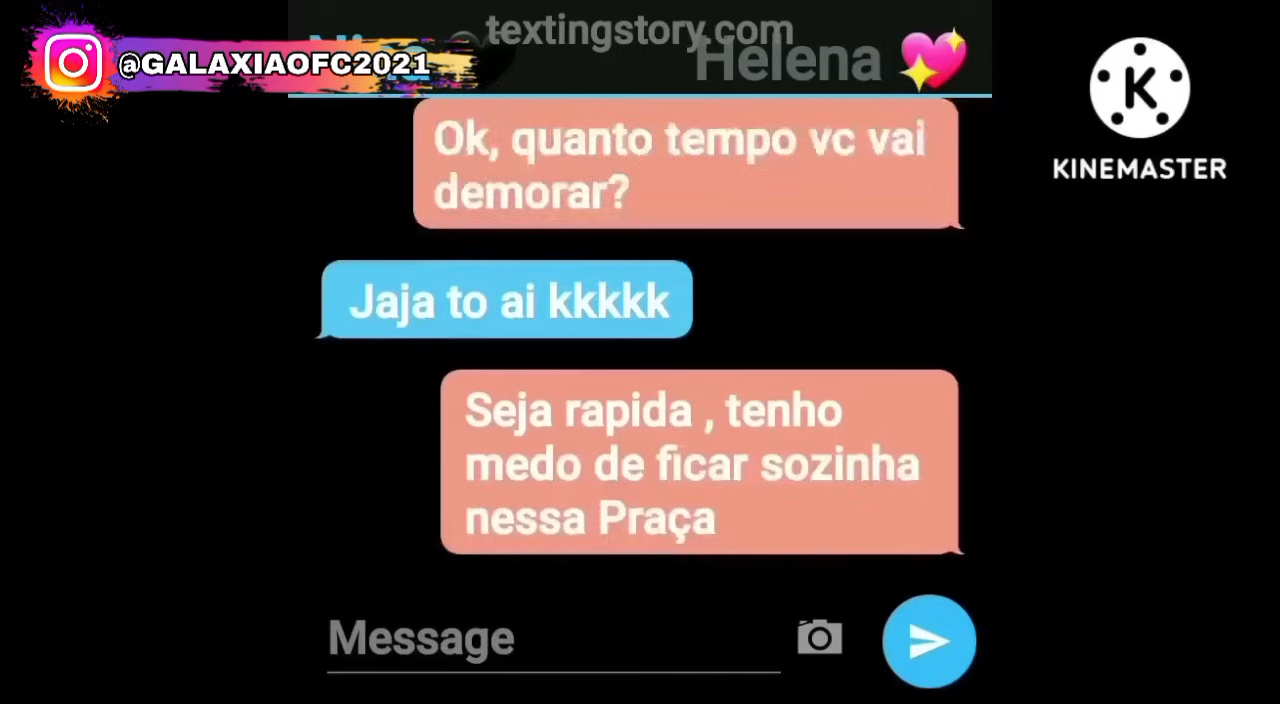 textingstory.com
@GALAXIAOFC2021
Helena 💖
K
KINEMASTER
Ok, quanto tempo vc vai
demorar?
Jaja to ai kkkkk
Seja rapida , tenho
medo de ficar sozinha
nessa Praça
Message